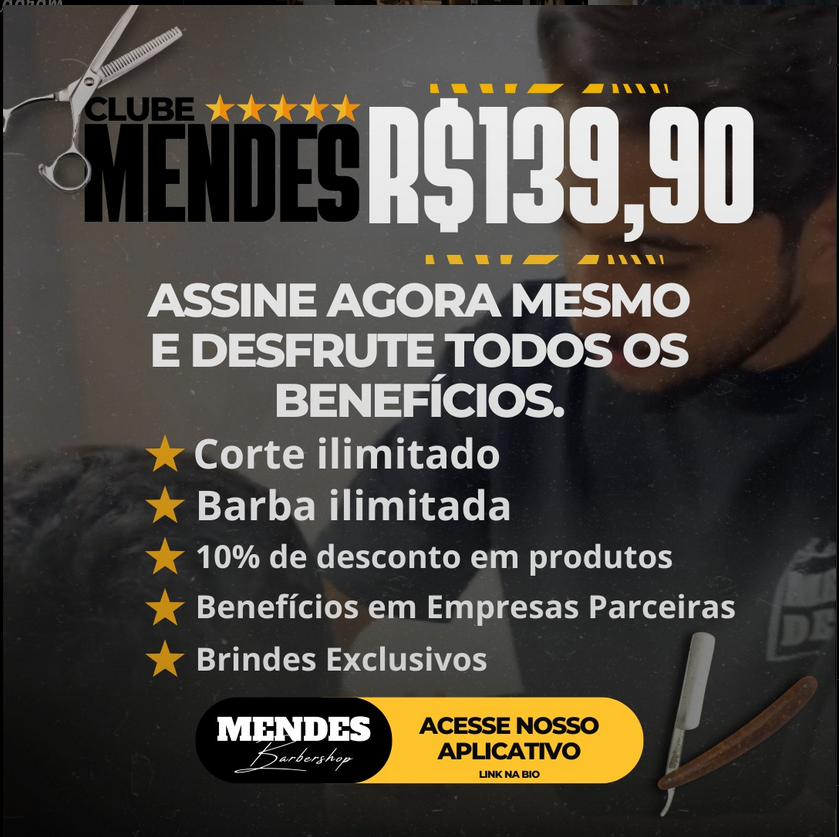 CLUBE
MENDES R$139,90
ASSINE AGORA MESMO
E DESFRUTE TODOS OS
BENEFÍCIOS.
Corte ilimitado
Barba ilimitada
10% de desconto em produtos
Benefícios em Empresas Parceiras
Brindes Exclusivos
MENDES
Barbershop
ACESSE NOSSO
APLICATIVO
LINK NA BIO